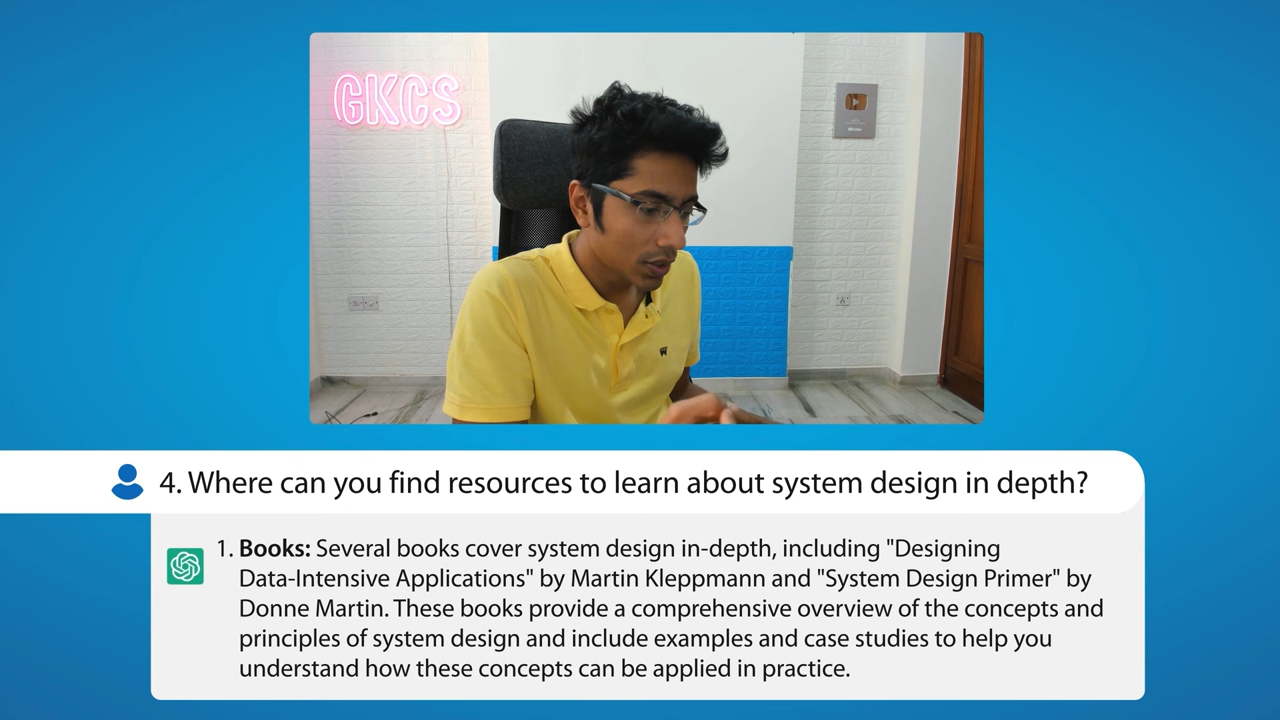 GKCS
4. Where can you find resources to learn about system design in depth?
1. Books: Several books cover system design in-depth, including "Designing
Data-Intensive Applications" by Martin Kleppmann and "System Design Primer" by
Donne Martin. These books provide a comprehensive overview of the concepts and
principles of system design and include examples and case studies to help you
understand how these concepts can be applied in practice.